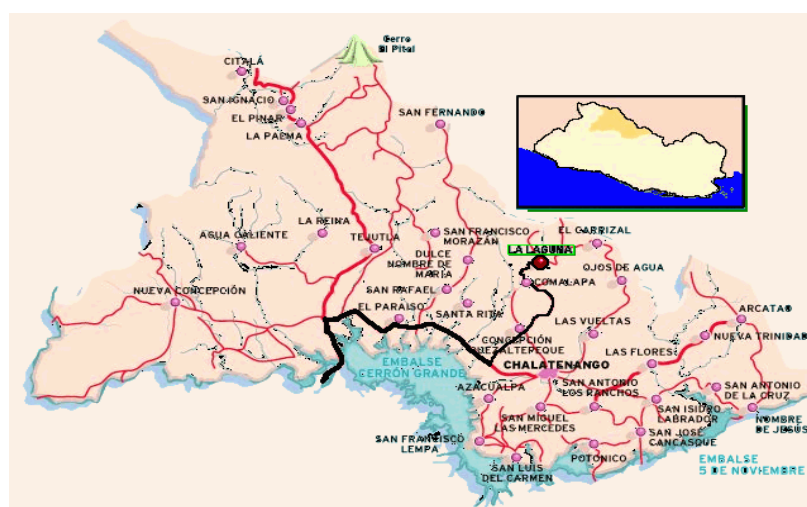 Cerro
El Pital
CITALÁ
SAN IGNACIO
EL PINAR
LA PALMA
SAN FERNANDO
LA REINA
AGUA CALIENTE
TEJUTLA
SAN FRANCISCO
MORAZÁN
DULCE
NOMBRE DE
MARÍA
LA LAGUNA
EL CARRIZAL
OJOS DE AGUA
COMALAPA
NUEVA CONCEPCIÓN
SAN RAFAEL
EL PARAÍSO
SANTA RITA
CONCEPCIÓN
QUEZALTEPEQUE
LAS VUELTAS
ARCATAO
NUEVA TRINIDAD
LAS FLORES
EMBALSE
CERRÓN GRANDE
CHALATENANGO
AZACUALPA
SAN ANTONIO
LOS RANCHOS
SAN ANTONIO
DE LA CRUZ
SAN MIGUEL
LAS MERCEDES
SAN ISIDRO
LABRADOR
NOMBRE
DE JESÚS
SAN JOSÉ
CANCASQUE
SAN FRANCISCO
LEMPA
SAN LUIS
DEL CARMEN
POTONICO
EMBALSE
5 DE NOVIEMBRE